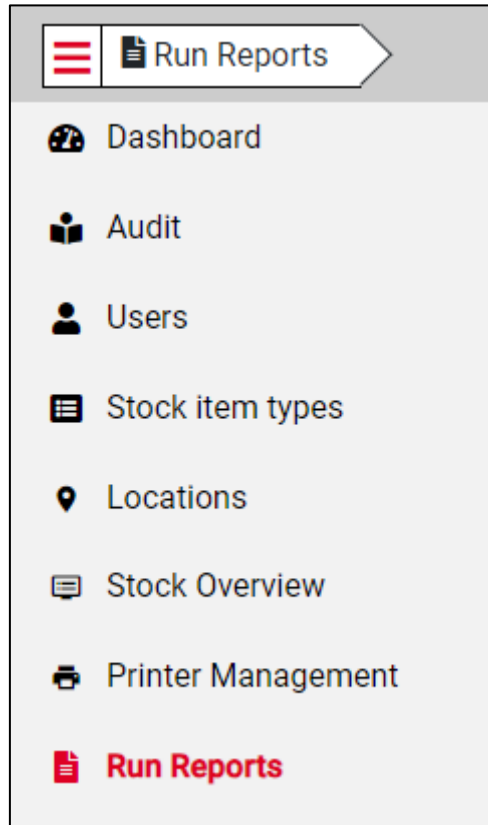 Run Reports
Dashboard
Audit
Users
Stock item types
Locations
Stock Overview
Printer Management
Run Reports